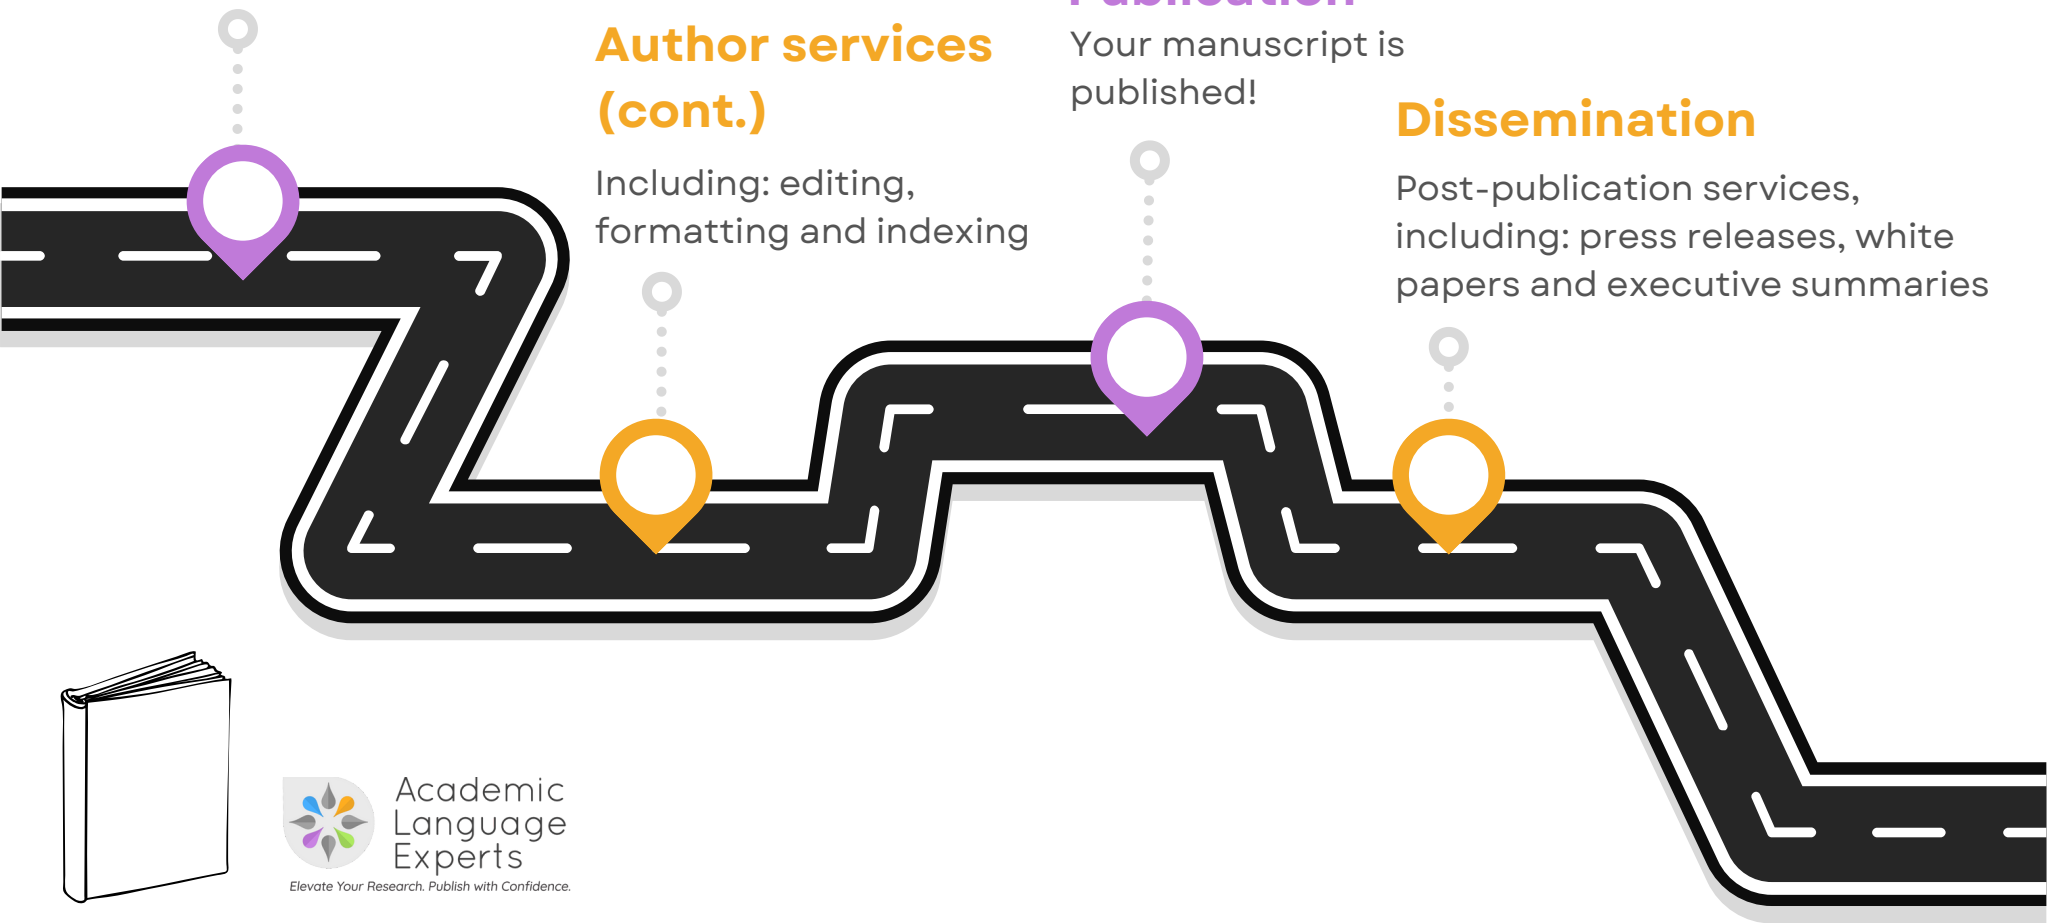 Author services
(cont.)
Including: editing,
formatting and indexing
Publication
Your manuscript is
published!
Dissemination
Post-publication services,
including: press releases, white
papers and executive summaries
Academic
Language
Experts
Elevate Your Research. Publish with Confidence.